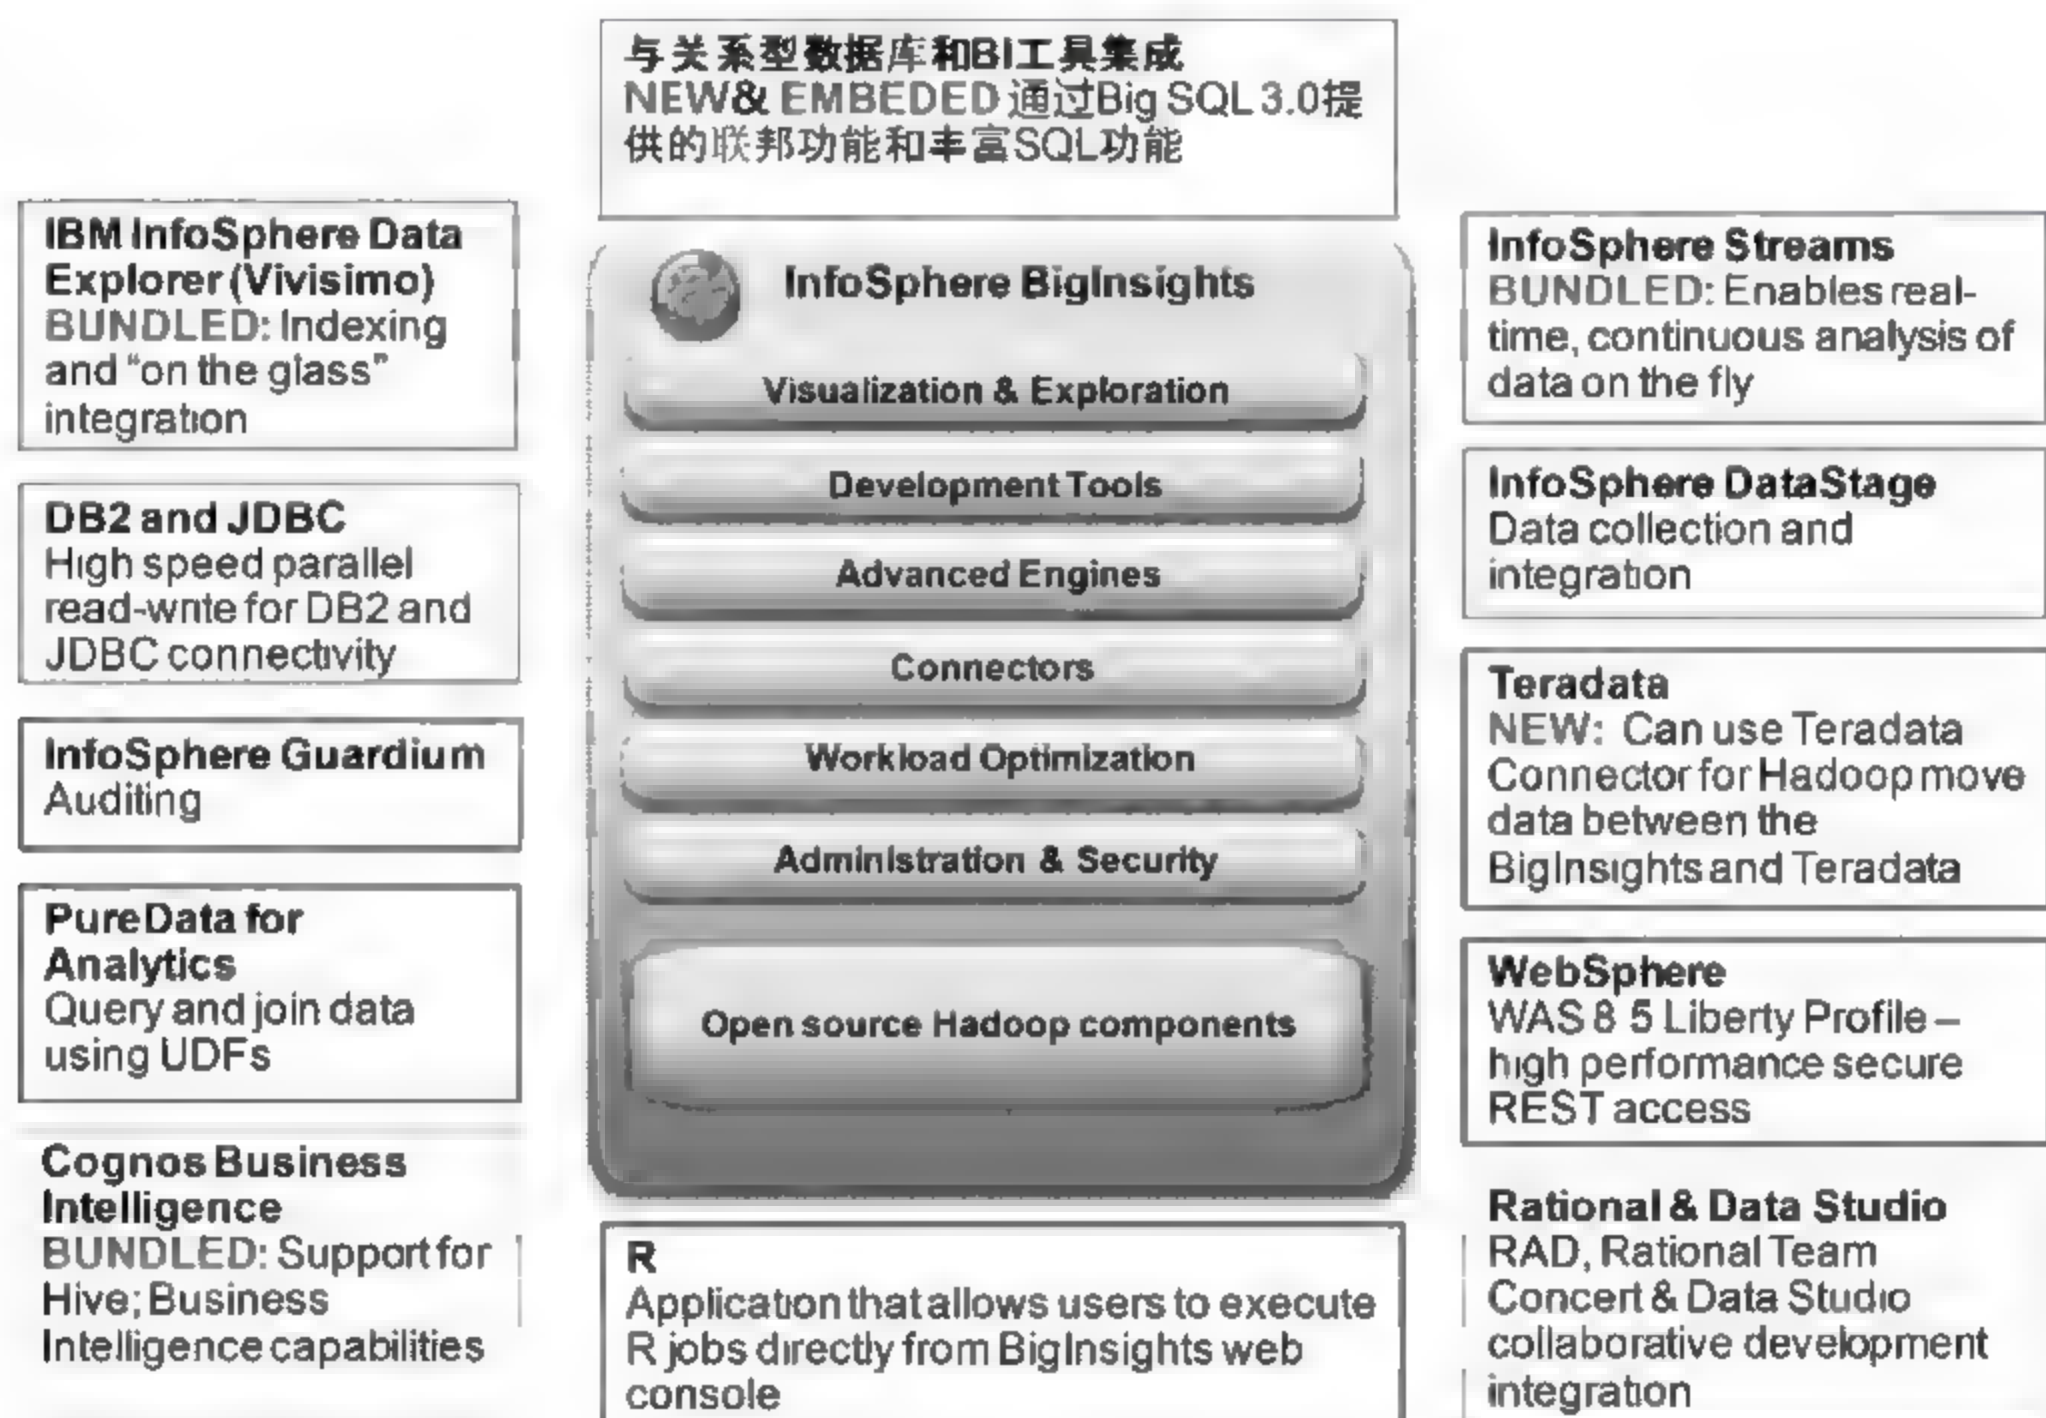 与关系型数据库和BI工具集成
NEW& EMBEDED 通过Big SQL 3.0提
供的联邦功能和丰富SQL功能
IBM InfoSphere Data
Explorer (Vivisimo)
BUNDLED: Indexing
and “on the glass”
integration
DB2 and JDBC
High speed parallel
read-write for DB2 and
JDBC connectivity
InfoSphere Guardium
Auditing
PureData for
Analytics
Query and join data
using UDFs
Cognos Business
Intelligence
BUNDLED: Support for
Hive; Business
Intelligence capabilities
InfoSphere BigInsights
Visualization & Exploration
Development Tools
Advanced Engines
Connectors
Workload Optimization
Administration & Security
Open source Hadoop components
R
Application that allows users to execute
R jobs directly from BigInsights web
console
InfoSphere Streams
BUNDLED: Enables real-
time, continuous analysis of
data on the fly
InfoSphere DataStage
Data collection and
integration
Teradata
NEW: Can use Teradata
Connector for Hadoop move
data between the
BigInsights and Teradata
WebSphere
WAS 8 5 Liberty Profile –
high performance secure
REST access
Rational & Data Studio
RAD, Rational Team
Concert & Data Studio
collaborative development
integration